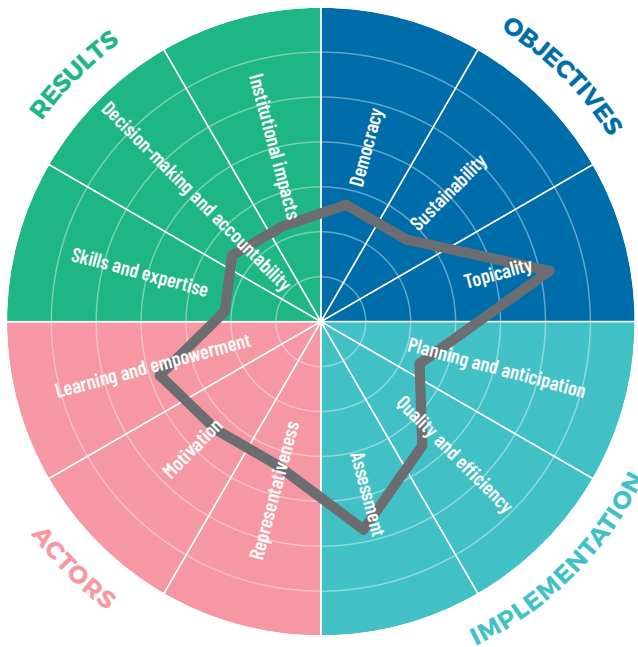 RESULTS
OBJECTIVES
Institutional impacts
Democracy
Decision-making and accountability
Sustainability
Skills and expertise
Topicality
Learning and empowerment
Planning and anticipation
Motivation
Quality and efficiency
Representativeness
Assessment
ACTORS
IMPLEMENTATION